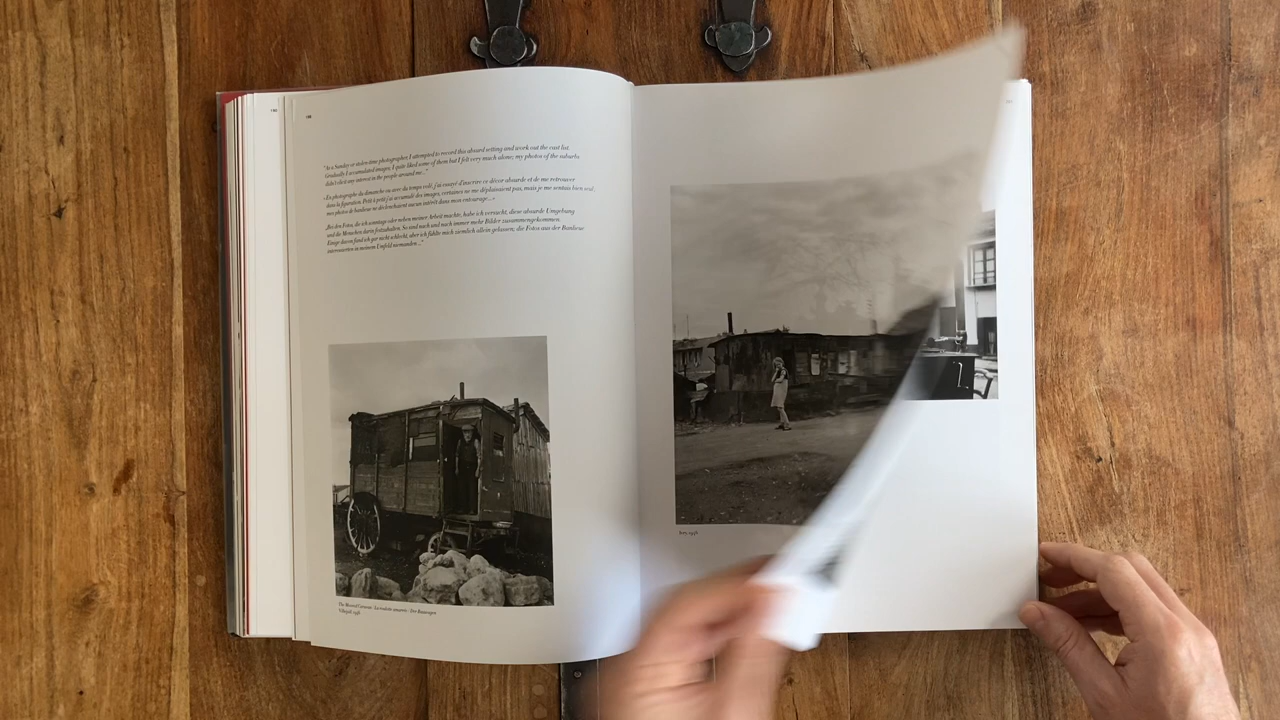 "As a Sunday or stolen-time photographer, I attempted to record this absurd setting and work out the cast list.
Gradually I accumulated images; I quite liked some of them but I felt very much alone; my photos of the suburbs
didn't elicit any interest in the people around me..."
«En photographe du dimanche ou avec du temps volé, j'ai essayé d'inscrire ce décor absurde et de me retrouver
dans la figuration. Petit à petit j'ai accumulé des images, certaines ne me déplaisaient pas, mais je me sentais bien seul,
mes photos de banlieue ne déclenchaient aucun intérêt dans mon entourage...»
„Bei den Fotos, die ich sonntags oder neben meiner Arbeit machte, habe ich versucht, diese absurde Umgebung
und die Menschen darin festzuhalten. So sind nach und nach immer mehr Bilder zusammengekommen.
Einige davon fand ich gar nicht schlecht, aber ich fühlte mich ziemlich allein gelassen, die Fotos aus der Banlieue
interessierten in meinem Umfeld niemanden..."
Villejuif, 1946
Ivry, 1946